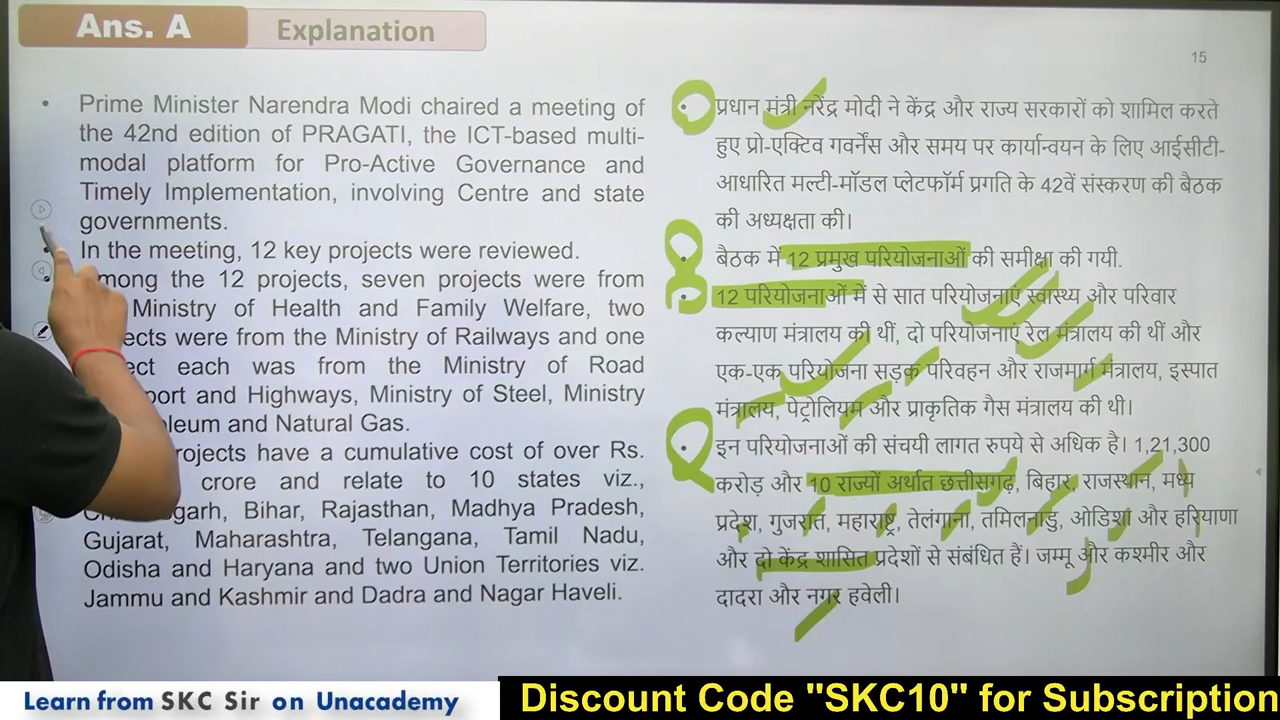 Ans. A
Explanation
15
• Prime Minister Narendra Modi chaired a meeting of
the 42nd edition of PRAGATI, the ICT-based multi-
modal platform for Pro-Active Governance and
Timely Implementation, involving Centre and state
governments.
In the meeting, 12 key projects were reviewed.
mong the 12 projects, seven projects were from
Ministry of Health and Family Welfare, two
ects were from the Ministry of Railways and one
ect each was from the Ministry of Road
port and Highways, Ministry of Steel, Ministry
leum and Natural Gas.
rojects have a cumulative cost of over Rs.
crore and relate to 10 states viz.,
garh, Bihar, Rajasthan, Madhya Pradesh,
Gujarat, Maharashtra, Telangana, Tamil Nadu,
Odisha and Haryana and two Union Territories viz.
Jammu and Kashmir and Dadra and Nagar Haveli.
• प्रधान मंत्री नरेंद्र मोदी ने केंद्र और राज्य सरकारों को शामिल करते
हुए प्रो-एक्टिव गवर्नेंस और समय पर कार्यान्वयन के लिए आईसीटी-
आधारित मल्टी-मॉडल प्लेटफॉर्म प्रगति के 42वें संस्करण की बैठक
की अध्यक्षता की।
• बैठक में 12 प्रमुख परियोजनाओं की समीक्षा की गयी.
• 12 परियोजनाओं में से सात परियोजनाएं स्वास्थ्य और परिवार
कल्याण मंत्रालय की थीं, दो परियोजनाएं रेल मंत्रालय की थीं और
एक-एक परियोजना सड़क परिवहन और राजमार्ग मंत्रालय, इस्पात
मंत्रालय, पेट्रोलियम और प्राकृतिक गैस मंत्रालय की थी।
• इन परियोजनाओं की संचयी लागत रुपये से अधिक है। 1,21,300
करोड़ और 10 राज्यों अर्थात छत्तीसगढ़, बिहार, राजस्थान, मध्य
प्रदेश, गुजरात, महाराष्ट्र, तेलंगाना, तमिलनाडु, ओडिशा और हरियाणा
और दो केंद्र शासित प्रदेशों से संबंधित हैं। जम्मू और कश्मीर और
दादरा और नगर हवेली।
Learn from SKC Sir on Unacademy
Discount Code "SKC10" for Subscription